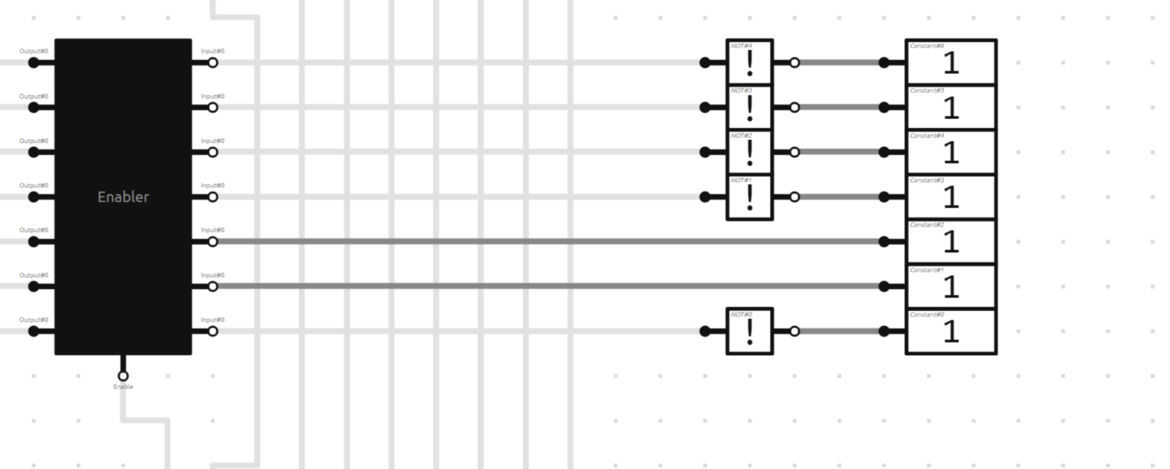 Output#0
Input#0
NOT#4
!
Constant#6
1
Output#0
Input#0
NOT#3
!
Constant#5
1
Output#0
Input#0
NOT#2
!
Constant#4
1
Output#0
Input#0
NOT#1
!
Constant#3
1
Enabler
Output#0
Input#0
Constant#2
1
Output#0
Input#0
Constant#1
1
Output#0
Input#0
NOT#0
!
Constant#0
1
Enable